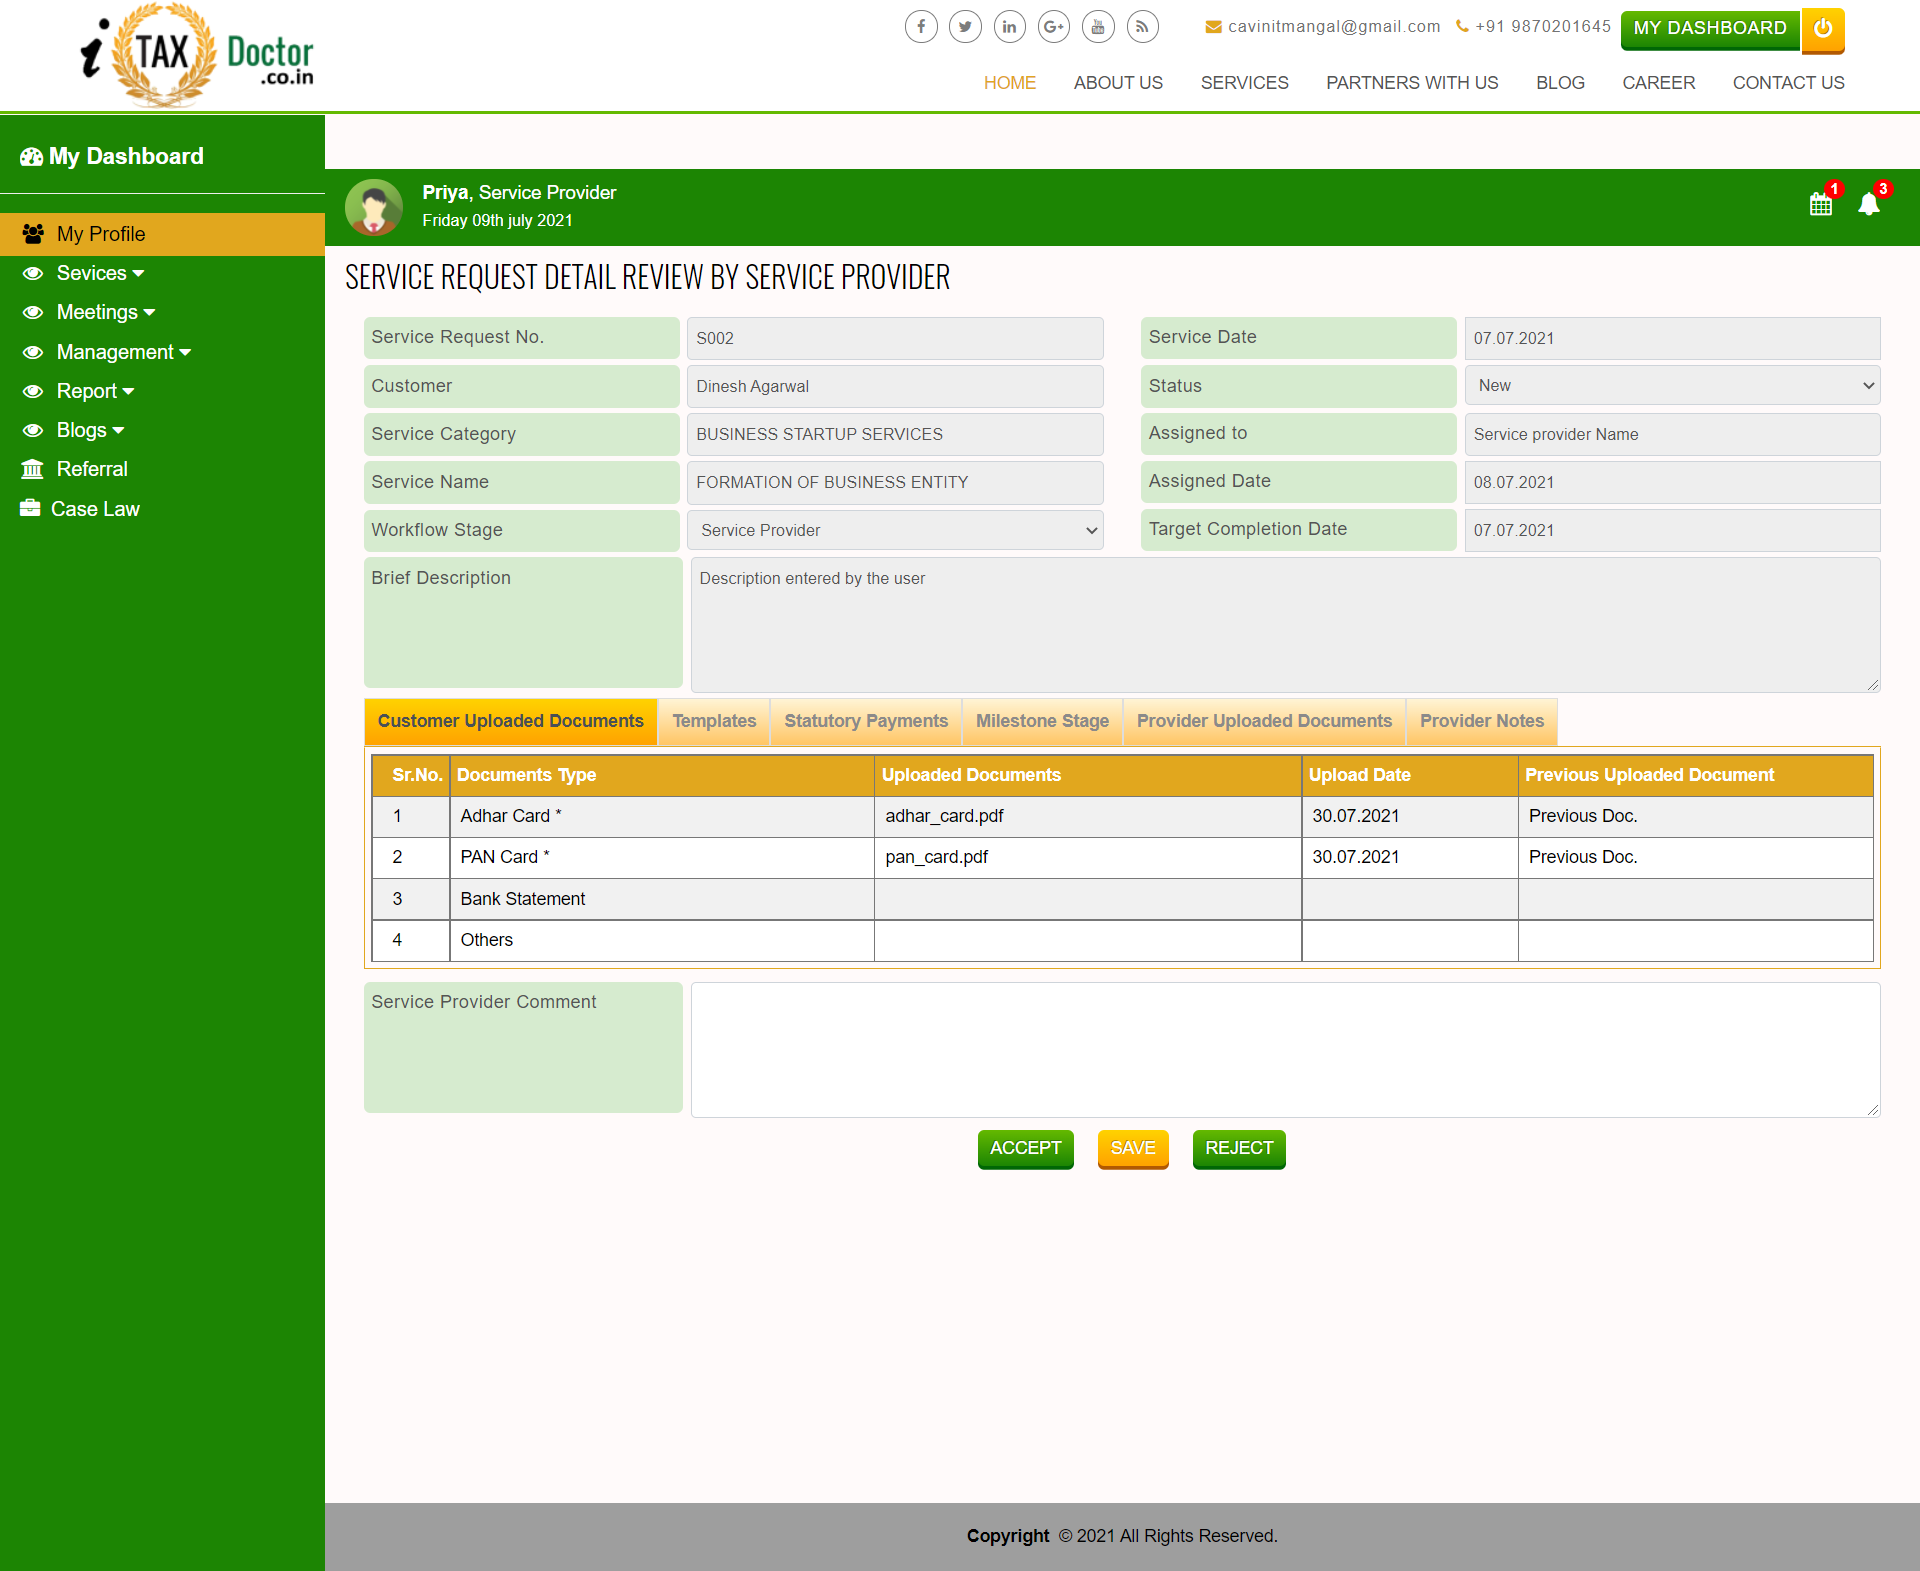 i TAX Doctor
.co.in
cavinitmangal@gmail.com +91 9870201645 MY DASHBOARD
HOME ABOUT US SERVICES PARTNERS WITH US BLOG CAREER CONTACT US
My Dashboard
My Profile
Sevices
Meetings
Management
Report
Blogs
Referral
Case Law
Priya, Service Provider
Friday 09th july 2021
1 3
SERVICE REQUEST DETAIL REVIEW BY SERVICE PROVIDER
Service Request No. S002 Service Date 07.07.2021
Customer Dinesh Agarwal Status New
Service Category BUSINESS STARTUP SERVICES Assigned to Service provider Name
Service Name FORMATION OF BUSINESS ENTITY Assigned Date 08.07.2021
Workflow Stage Service Provider Target Completion Date 07.07.2021
Brief Description Description entered by the user
Customer Uploaded Documents Templates Statutory Payments Milestone Stage Provider Uploaded Documents Provider Notes
Sr.No. Documents Type Uploaded Documents Upload Date Previous Uploaded Document
1 Adhar Card * adhar_card.pdf 30.07.2021 Previous Doc.
2 PAN Card * pan_card.pdf 30.07.2021 Previous Doc.
3 Bank Statement
4 Others
Service Provider Comment
ACCEPT SAVE REJECT
Copyright © 2021 All Rights Reserved.